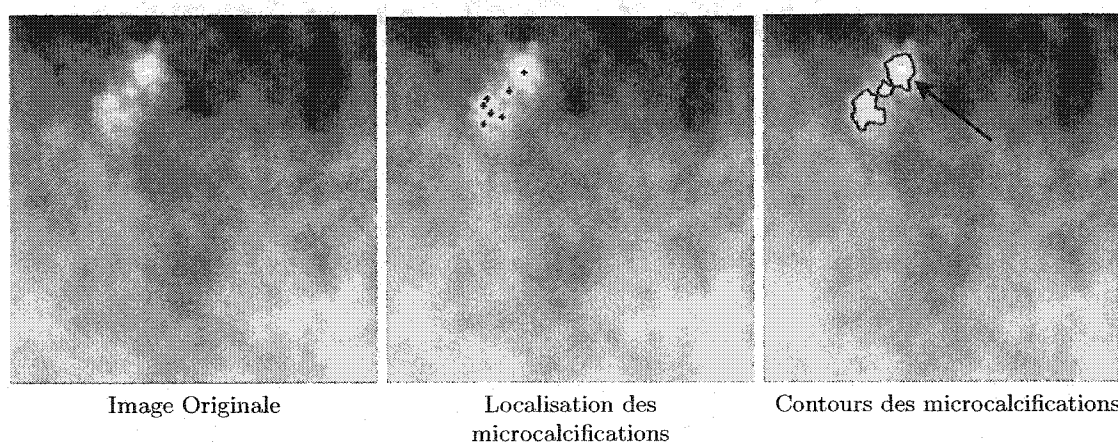 Image Originale
Localisation des
microcalcifications
Contours des microcalcifications